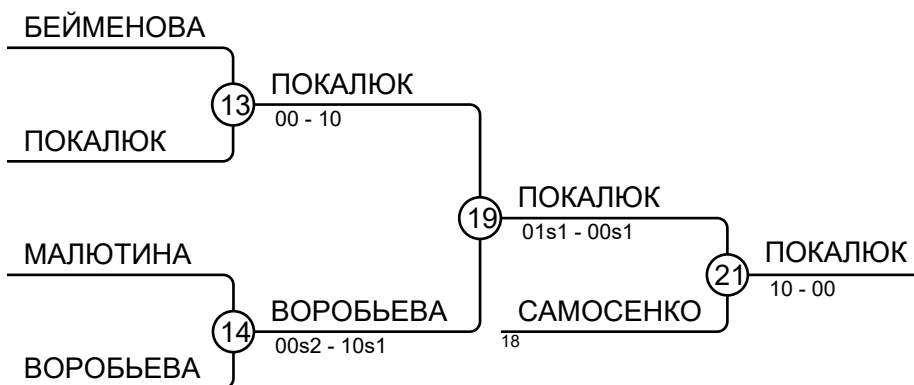 БЕЙМЕНОВА
13
ПОКАЛЮК
00 - 10
ПОКАЛЮК
19
ПОКАЛЮК
01s1 - 00s1
МАЛЮТИНА
21
ПОКАЛЮК
10 - 00
14
ВОРОБЬЕВА
00s2 - 10s1
САМОСЕНКО
18
ВОРОБЬЕВА